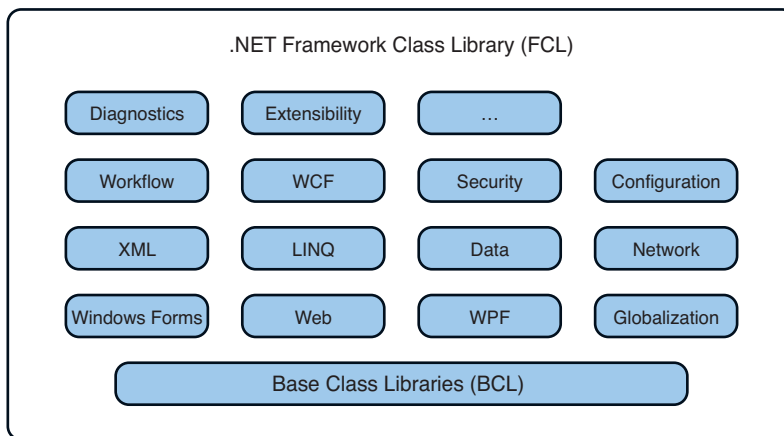 .NET Framework Class Library (FCL)
Diagnostics Extensibility …
Workflow WCF Security Configuration
XML LINQ Data Network
Windows Forms Web WPF Globalization
Base Class Libraries (BCL)